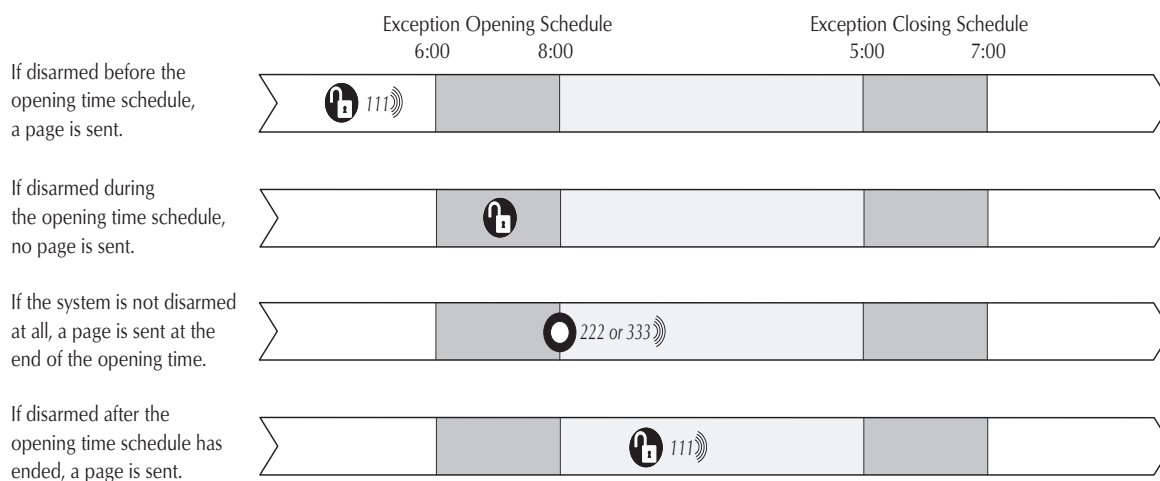 Exception Opening Schedule
Exception Closing Schedule
6:00
8:00
5:00
7:00
If disarmed before the
opening time schedule,
a page is sent.
111
If disarmed during
the opening time schedule,
no page is sent.
If the system is not disarmed
at all, a page is sent at the
end of the opening time.
222 or 333
If disarmed after the
opening time schedule has
ended, a page is sent.
111